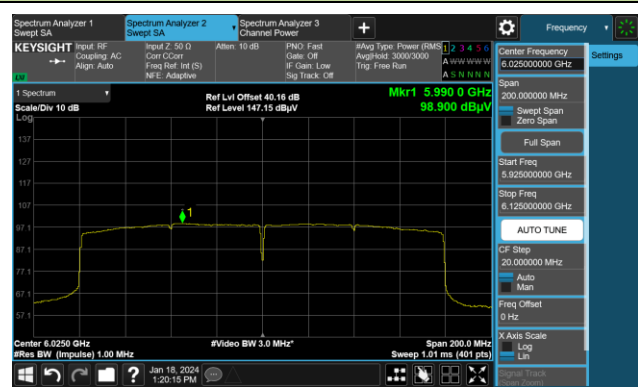 Spectrum Analyzer 1
Swept SA
Spectrum Analyzer 2
Swept SA
Spectrum Analyzer 3
Channel Power
Frequency
KEYSIGHT
Input: RF
Coupling: AC
Align: Auto
Input Z: 50 Ω
Corr CCorr
Freq Ref: Int (S)
NFE: Adaptive
Atten: 10 dB
PNO: Fast
Gate: Off
IF Gain: Low
Sig Track: Off
#Avg Type: Power (RMS)
Avg|Hold: 3000/3000
Trig: Free Run
1 2 3 4 5 6
A W W W W W
A S N N N N
LXI
1 Spectrum
Scale/Div 10 dB
Log
Ref Lvl Offset 40.16 dB
Ref Level 147.15 dBµV
Mkr1 5.990 0 GHz
98.900 dBµV
137
127
117
107
97.1
87.1
77.1
67.1
57.1
1
Center 6.0250 GHz
#Res BW (Impulse) 1.00 MHz
#Video BW 3.0 MHz*
Span 200.0 MHz
Sweep 1.01 ms (401 pts)
Jan 18, 2024
1:20:15 PM
Center Frequency
6.025000000 GHz
Settings
Span
200.000000 MHz
Swept Span
Zero Span
Full Span
Start Freq
5.925000000 GHz
Stop Freq
6.125000000 GHz
AUTO TUNE
CF Step
20.000000 MHz
Auto
Man
Freq Offset
0 Hz
X Axis Scale
Log
Lin
Signal Track
(Span Zoom)